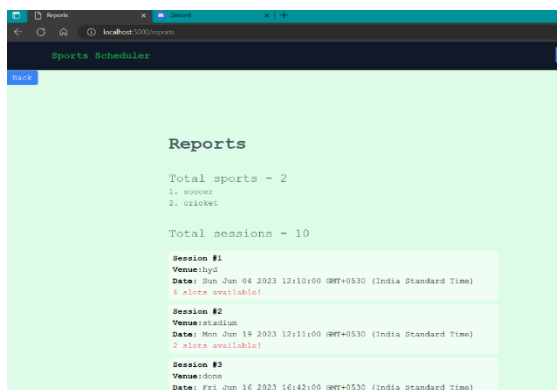 Reports
Discord
localhost:5000/reports
Sports Scheduler
Back
Reports
Total sports - 2
1. soccer
2. cricket
Total sessions - 10
Session #1
Venue:hyd
Date: Sun Jun 04 2023 12:10:00 GMT+0530 (India Standard Time)
4 slots available!
Session #2
Venue:stadium
Date: Mon Jun 19 2023 12:11:00 GMT+0530 (India Standard Time)
2 slots available!
Session #3
Venue:done
Date: Fri Jun 16 2023 16:42:00 GMT+0530 (India Standard Time)